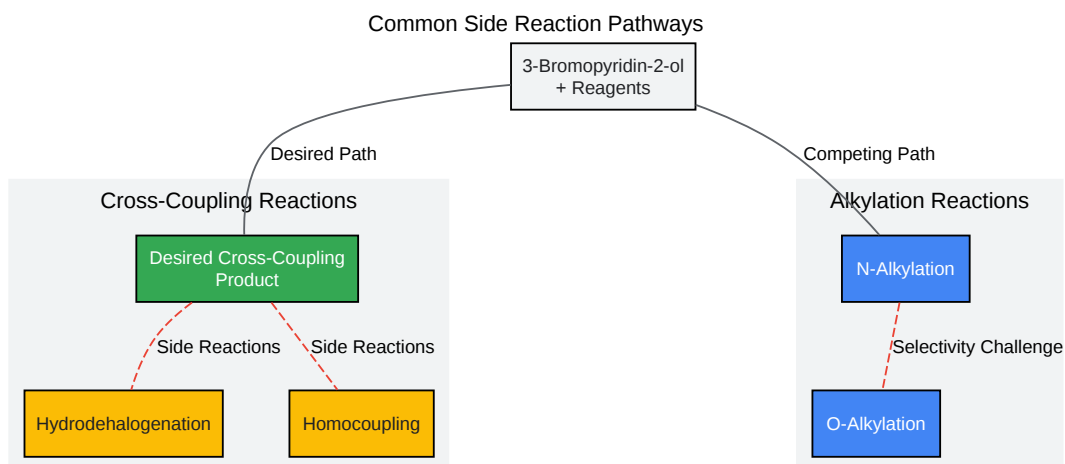 Common Side Reaction Pathways
3-Bromopyridin-2-ol
+ Reagents
Desired Path
Competing Path
Cross-Coupling Reactions
Alkylation Reactions
Desired Cross-Coupling
Product
N-Alkylation
Side Reactions
Side Reactions
Selectivity Challenge
Hydrodehalogenation
Homocoupling
O-Alkylation